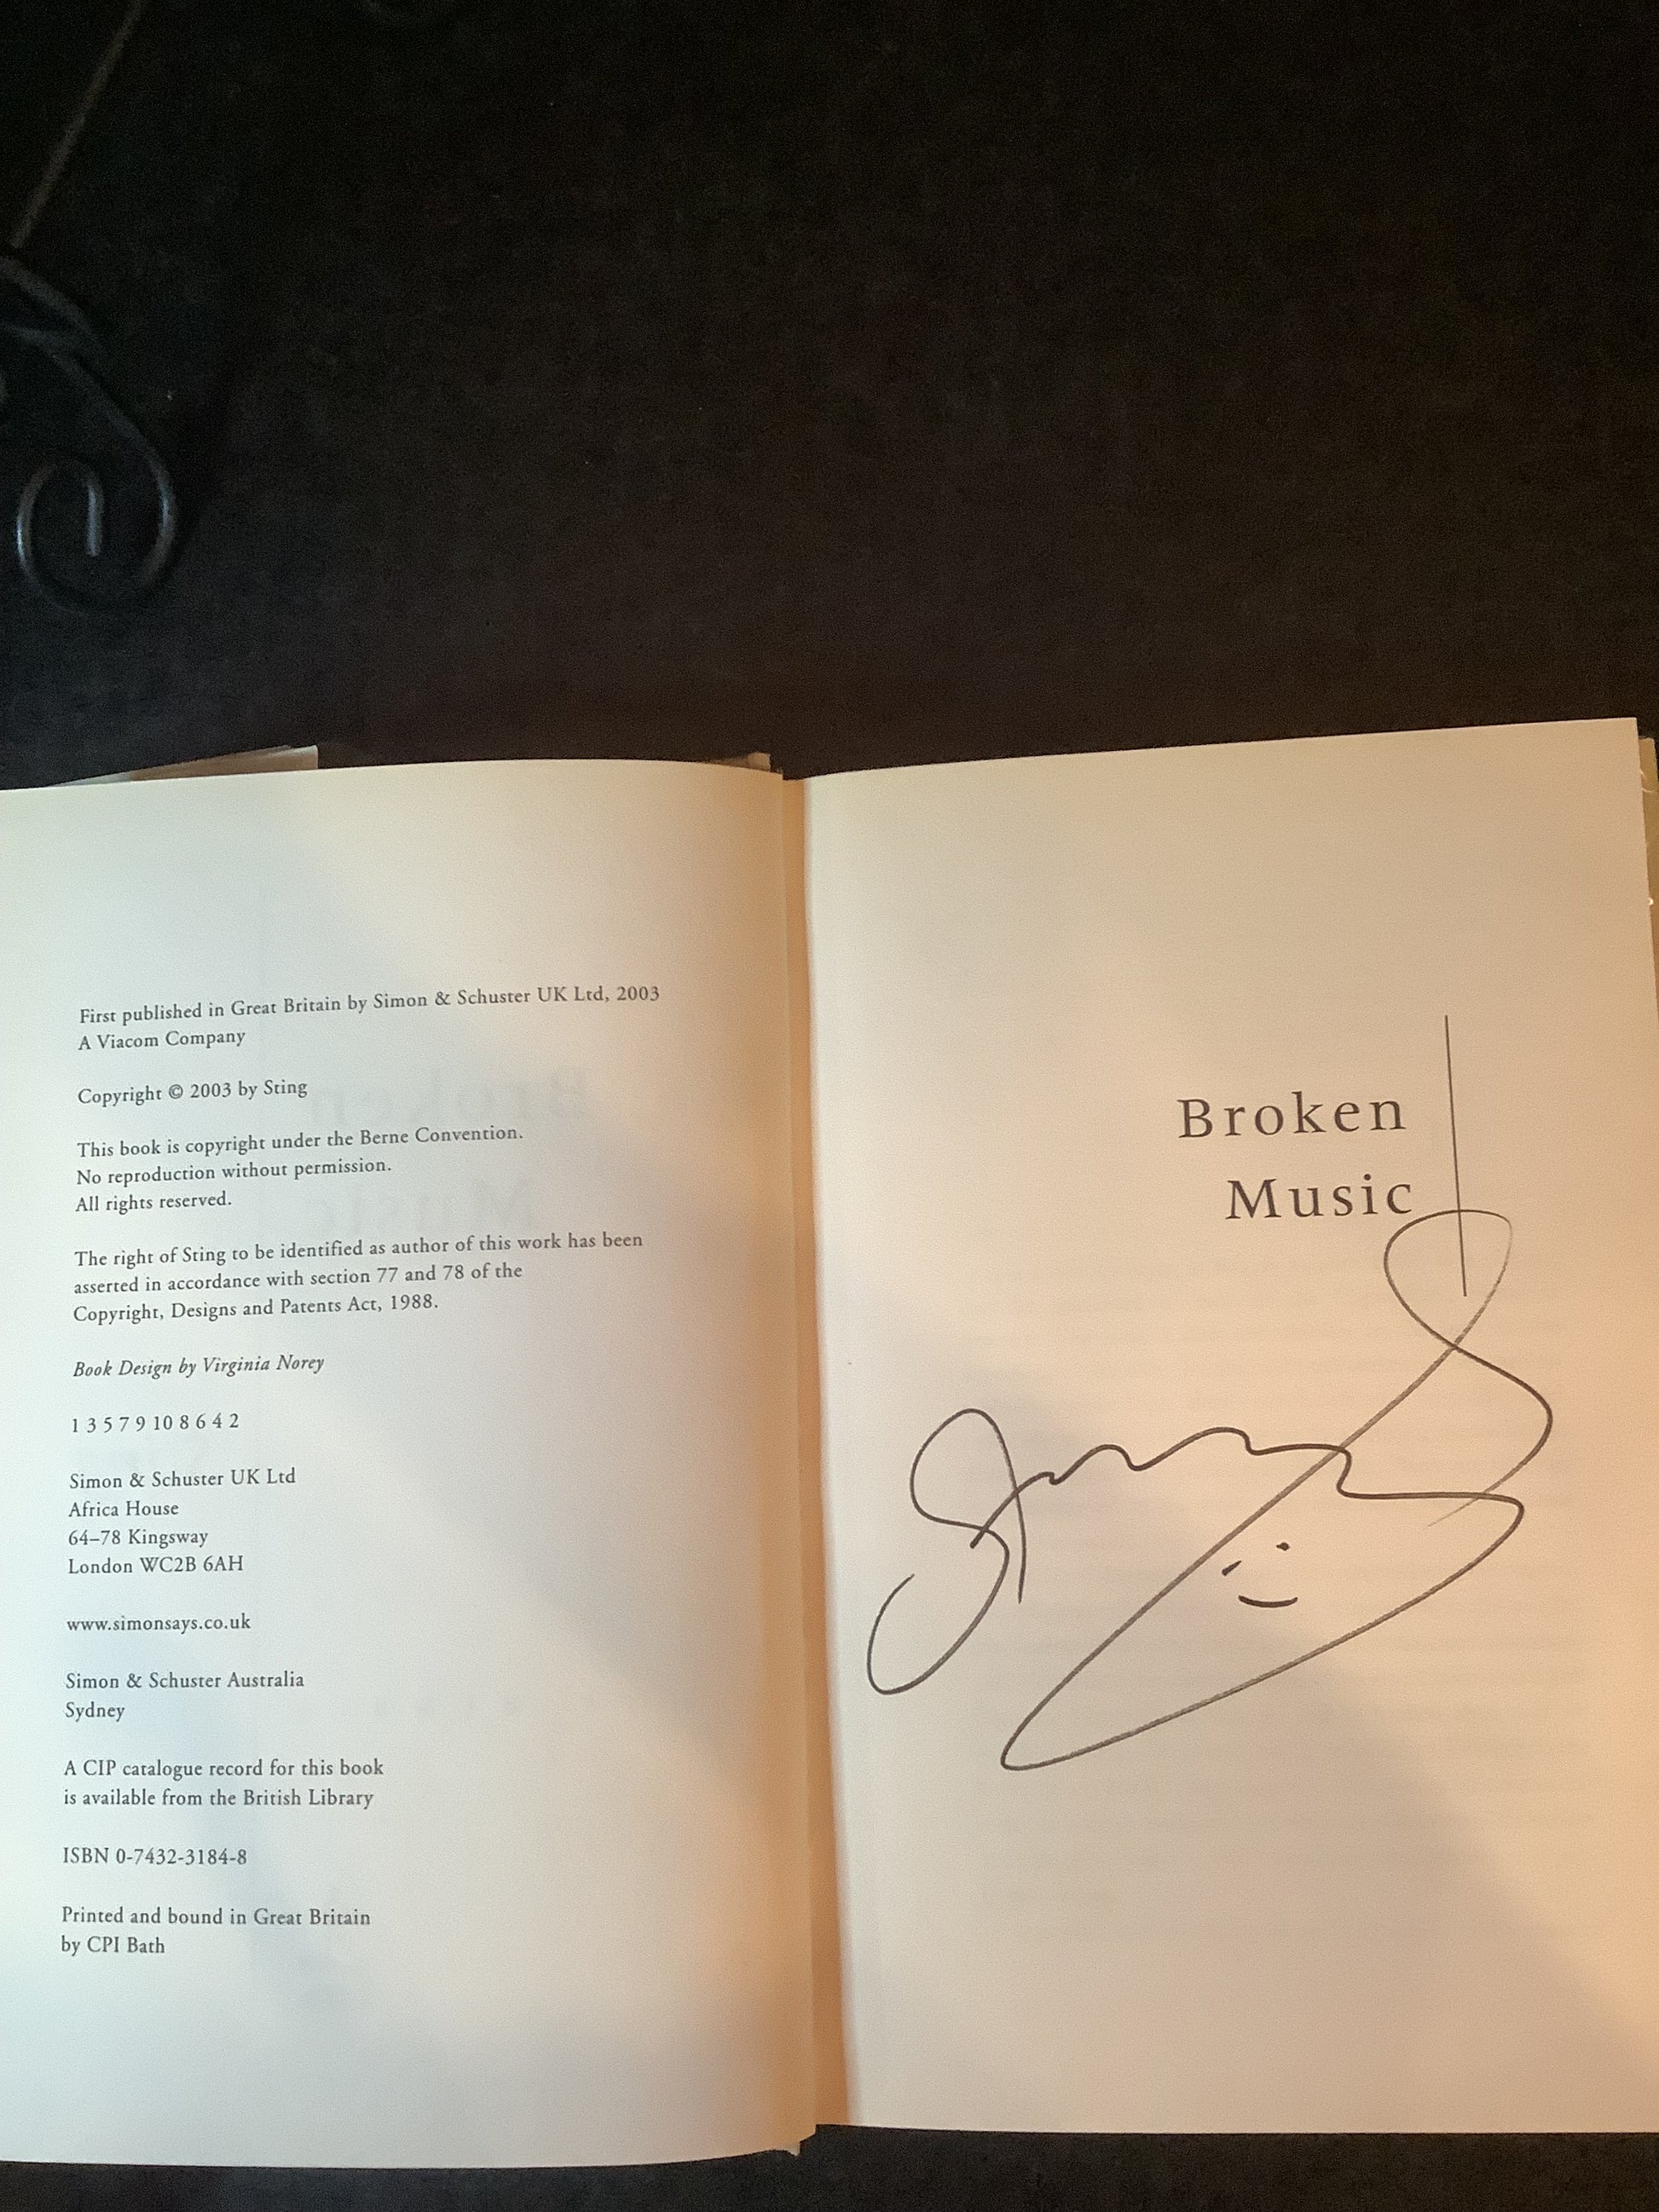 First published in Great Britain by Simon & Schuster UK Ltd, 2003
A Viacom Company
Copyright © 2003 by Sting
This book is copyright under the Berne Convention.
No reproduction without permission.
All rights reserved.
The right of Sting to be identified as author of this work has been
asserted in accordance with section 77 and 78 of the
Copyright, Designs and Patents Act, 1988.
Book Design by Virginia Norey
1 3 5 7 9 10 8 6 4 2
Simon & Schuster UK Ltd
Africa House
64–78 Kingsway
London WC2B 6AH
www.simonsays.co.uk
Simon & Schuster Australia
Sydney
A CIP catalogue record for this book
is available from the British Library
ISBN 0-7432-3184-8
Printed and bound in Great Britain
by CPI Bath
Broken
Music